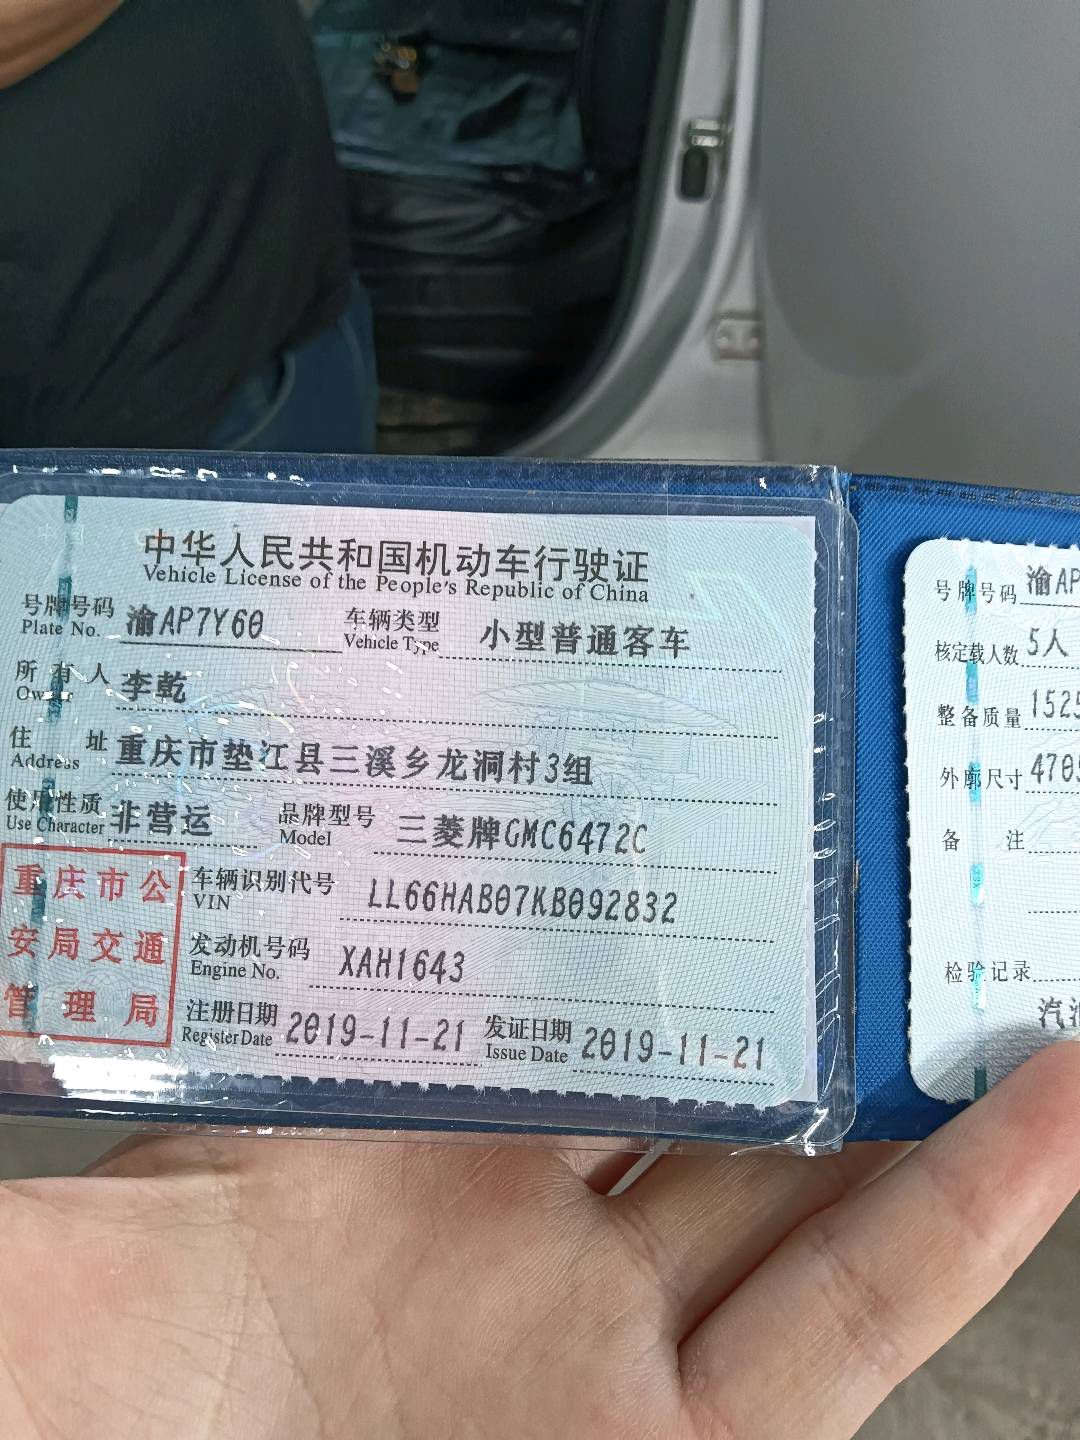 中华人民共和国机动车行驶证
Vehicle License of the People's Republic of China
号牌号码 渝AP7Y60 车辆类型 小型普通客车
Plate No. Vehicle Type
所有人 李乾
Owner
住址 重庆市垫江县三溪乡龙洞村3组
Address
使用性质 非营运 品牌型号 三菱牌GMC6472C
Use Character Model
重庆市公
安局交通
管理局
车辆识别代号 LL66HAB07KB092832
VIN
发动机号码 XAH1643
Engine No.
注册日期 2019-11-21 发证日期 2019-11-21
Register Date Issue Date
号牌号码 渝AP
核定载人数 5人
整备质量 1525
外廓尺寸 4705
备注
检验记录
汽油